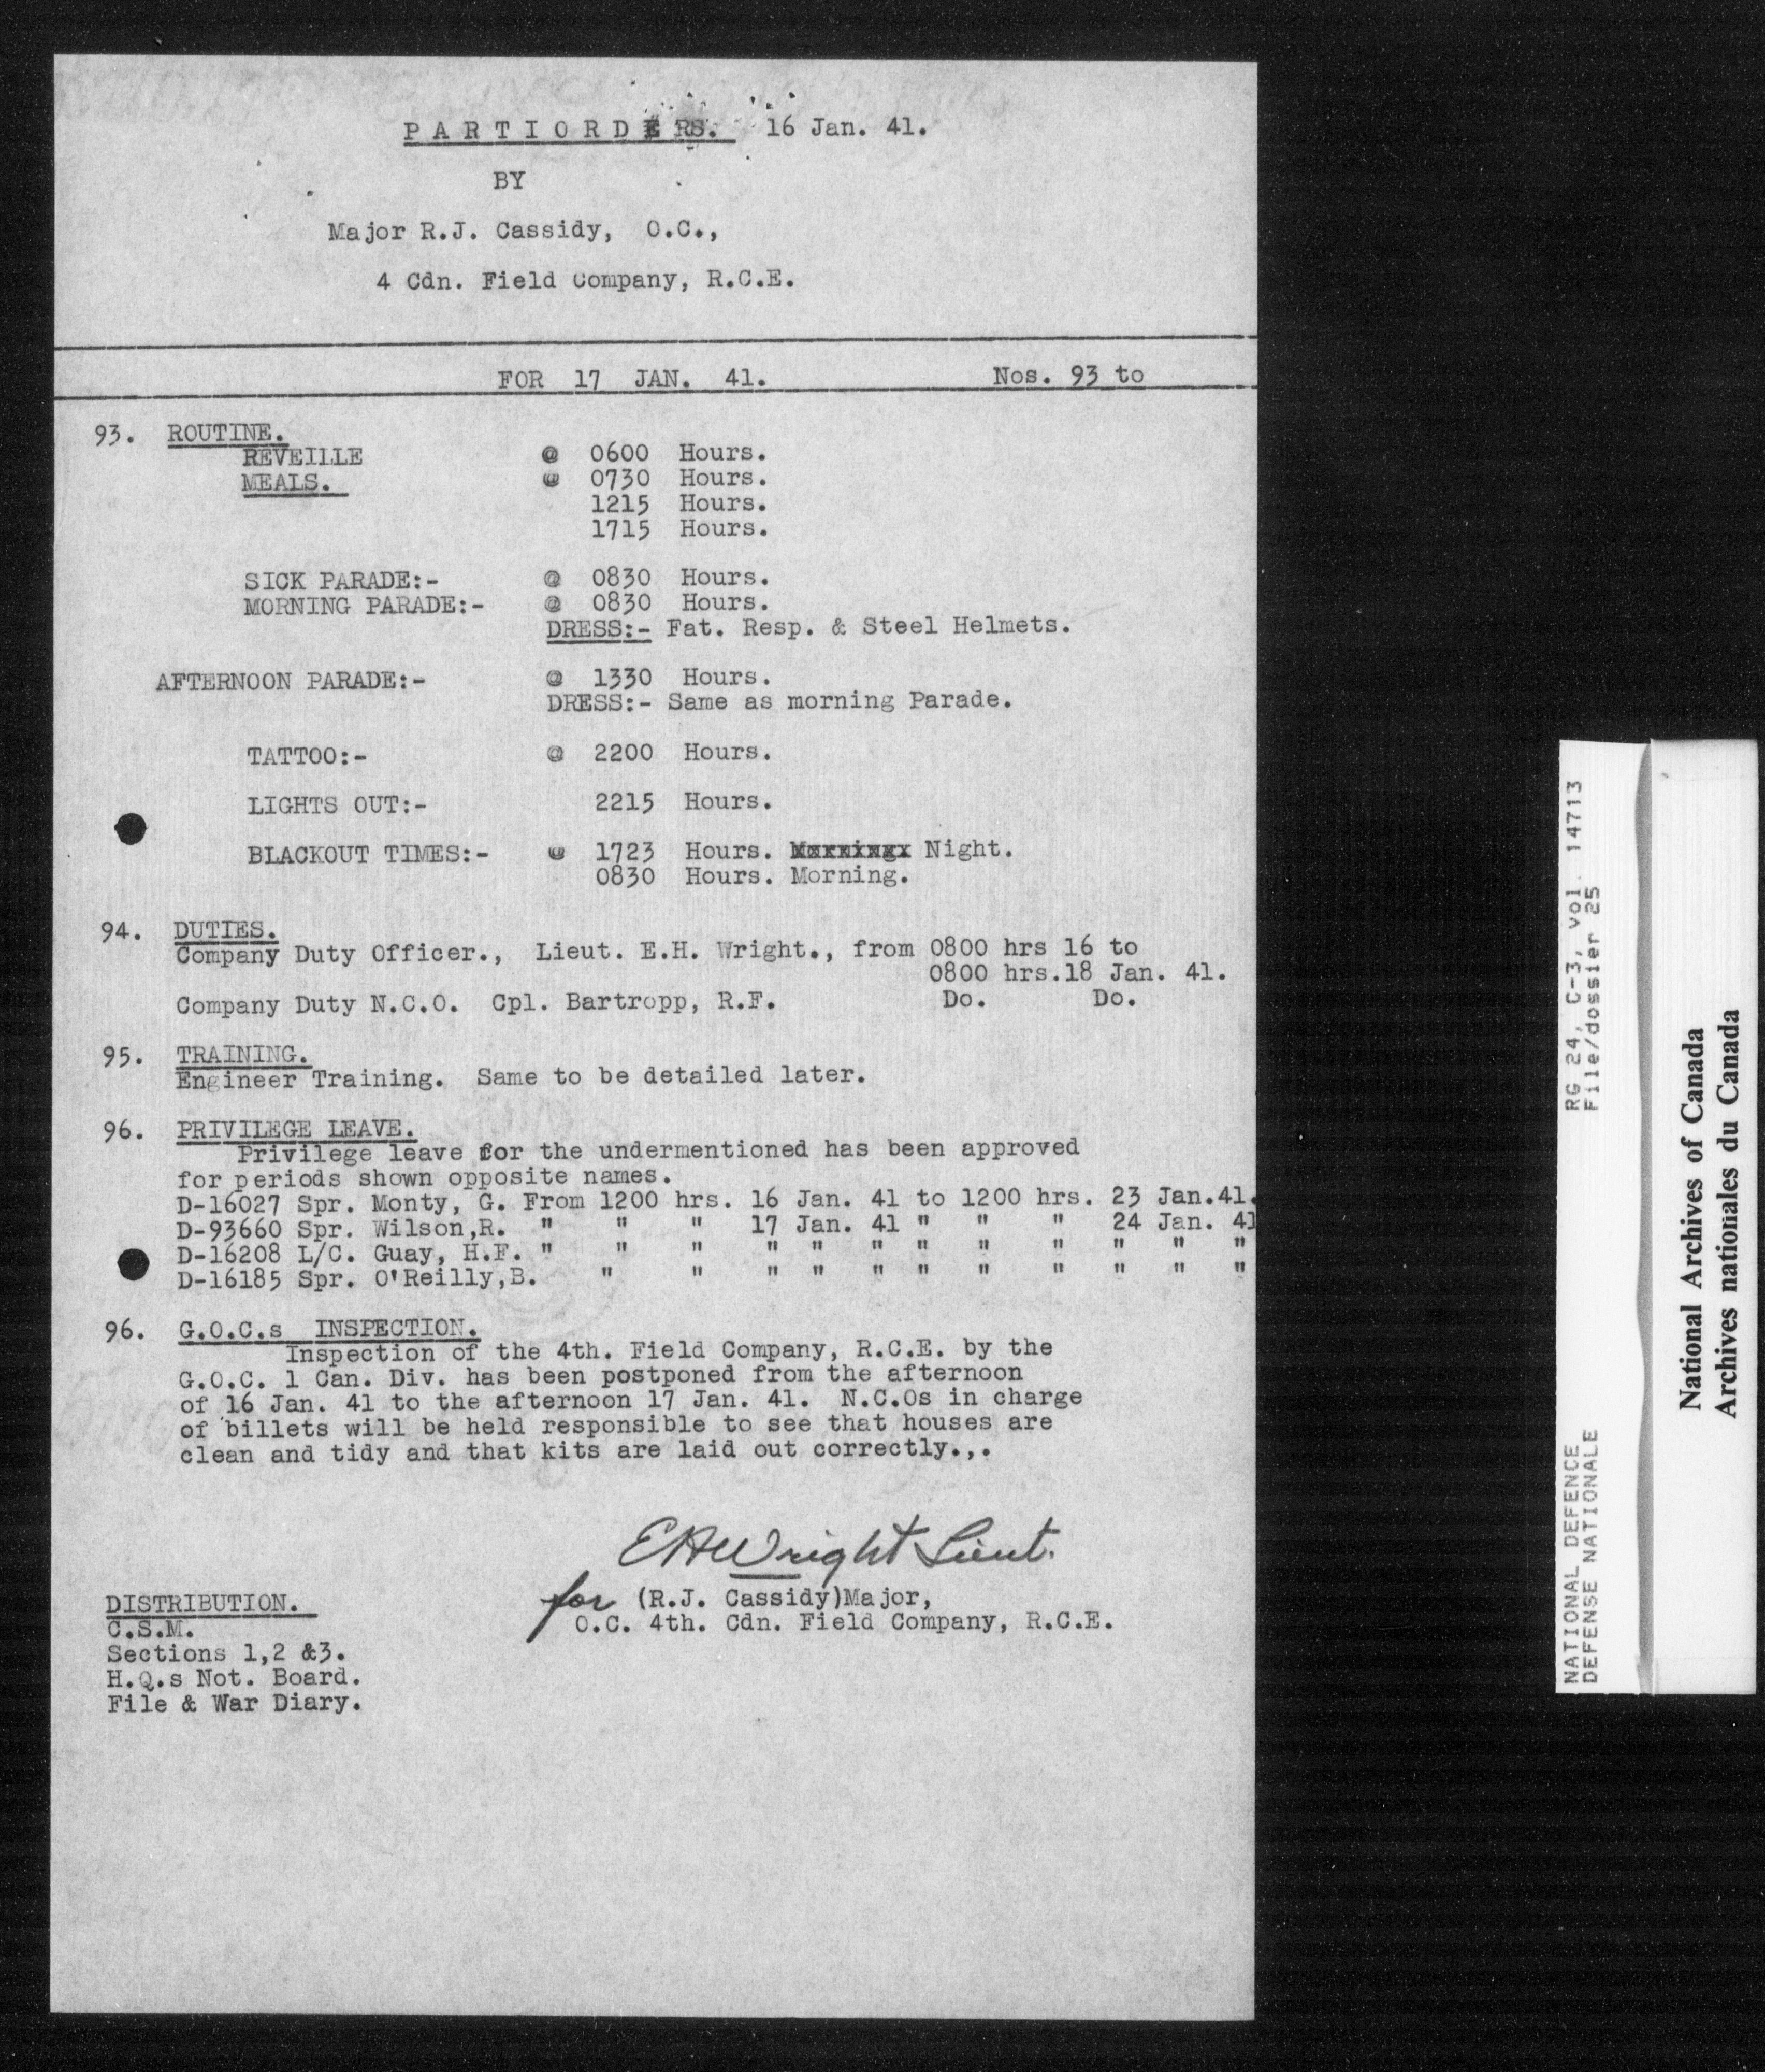 P A R T I O R D E RS. 16 Jan. 41.
BY
Major R.J. Cassidy, O.C.,
4 Cdn. Field Company, R.C.E.
FOR 17 JAN. 41. Nos. 93 to
93. ROUTINE.
REVEILLE @ 0600 Hours.
MEALS. @ 0730 Hours.
1215 Hours.
1715 Hours.
SICK PARADE:- @ 0830 Hours.
MORNING PARADE:- @ 0830 Hours.
DRESS:- Fat. Resp. & Steel Helmets.
AFTERNOON PARADE:- @ 1330 Hours.
DRESS:- Same as morning Parade.
TATTOO:- @ 2200 Hours.
LIGHTS OUT:- 2215 Hours.
BLACKOUT TIMES:- @ 1723 Hours. Night.
0830 Hours. Morning.
94. DUTIES.
Company Duty Officer., Lieut. E.H. Wright., from 0800 hrs 16 to
0800 hrs.18 Jan. 41.
Company Duty N.C.O. Cpl. Bartropp, R.F. Do. Do.
95. TRAINING.
Engineer Training. Same to be detailed later.
96. PRIVILEGE LEAVE.
Privilege leave for the undermentioned has been approved
for periods shown opposite names.
D-16027 Spr. Monty, G. From 1200 hrs. 16 Jan. 41 to 1200 hrs. 23 Jan.41.
D-93660 Spr. Wilson,R. " " " 17 Jan. 41 " " " 24 Jan. 41
D-16208 L/C. Guay, H.F. " " " " " " " " " " " "
D-16185 Spr. O'Reilly,B. " " " " " " " " " " "
96. G.O.C.s INSPECTION.
Inspection of the 4th. Field Company, R.C.E. by the
G.O.C. 1 Can. Div. has been postponed from the afternoon
of 16 Jan. 41 to the afternoon 17 Jan. 41. N.C.Os in charge
of billets will be held responsible to see that houses are
clean and tidy and that kits are laid out correctly.,.
EHWright Lieut.
for (R.J. Cassidy)Major,
O.C. 4th. Cdn. Field Company, R.C.E.
DISTRIBUTION.
C.S.M.
Sections 1,2 &3.
H.Q.s Not. Board.
File & War Diary.
NATIONAL DEFENCE RG 24, C-3, vol. 14713
DEFENSE NATIONALE File/dossier 25
National Archives of Canada
Archives nationales du Canada